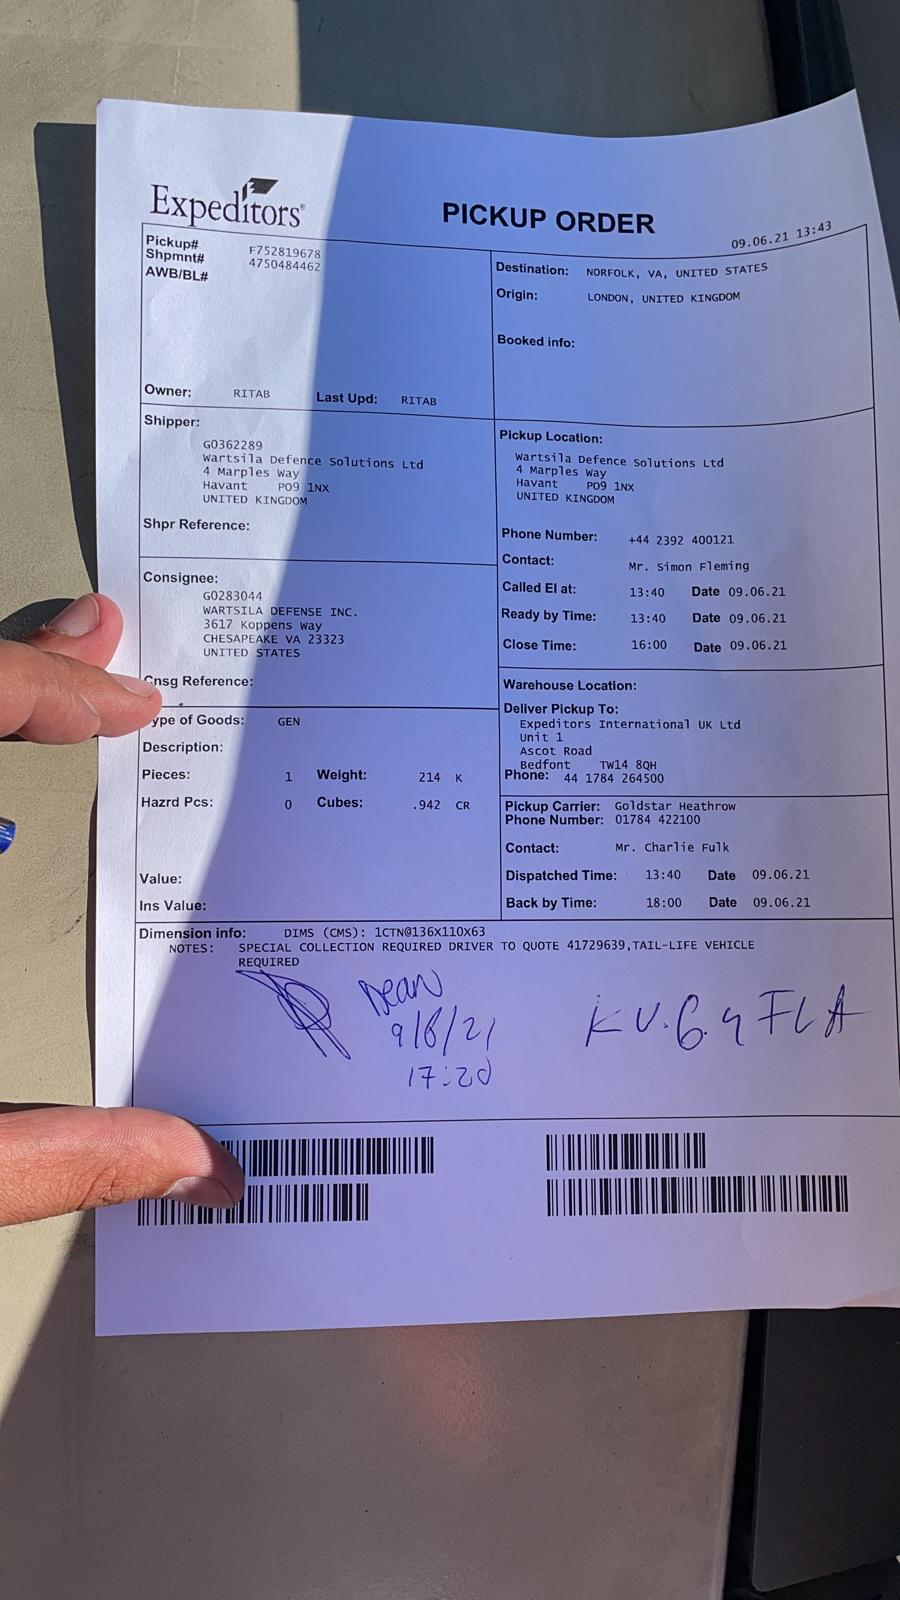 Expeditors®
PICKUP ORDER
09.06.21 13:43
Pickup# F752819678
Shpmnt# 4750484462
AWB/BL#
Owner: RITAB Last Upd: RITAB
Destination: NORFOLK, VA, UNITED STATES
Origin: LONDON, UNITED KINGDOM
Booked info:
Shipper:
G0362289
Wartsila Defence Solutions Ltd
4 Marples Way
Havant PO9 1NX
UNITED KINGDOM
Shpr Reference:
Pickup Location:
Wartsila Defence Solutions Ltd
4 Marples Way
Havant PO9 1NX
UNITED KINGDOM
Phone Number: +44 2392 400121
Contact: Mr. Simon Fleming
Called EI at: 13:40 Date 09.06.21
Ready by Time: 13:40 Date 09.06.21
Close Time: 16:00 Date 09.06.21
Consignee:
G0283044
WARTSILA DEFENSE INC.
3617 Koppens Way
CHESAPEAKE VA 23323
UNITED STATES
Cnsg Reference:
Warehouse Location:
Deliver Pickup To:
Expeditors International UK Ltd
Unit 1
Ascot Road
Bedfont TW14 8QH
Phone: 44 1784 264500
ype of Goods: GEN
Description:
Pieces: 1 Weight: 214 K
Hazrd Pcs: 0 Cubes: .942 CR
Value:
Ins Value:
Pickup Carrier: Goldstar Heathrow
Phone Number: 01784 422100
Contact: Mr. Charlie Fulk
Dispatched Time: 13:40 Date 09.06.21
Back by Time: 18:00 Date 09.06.21
Dimension info: DIMS (CMS): 1CTN@136X110X63
NOTES: SPECIAL COLLECTION REQUIRED DRIVER TO QUOTE 41729639,TAIL-LIFE VEHICLE
REQUIRED
Dean
9/6/21
17:20
KV.64FLA